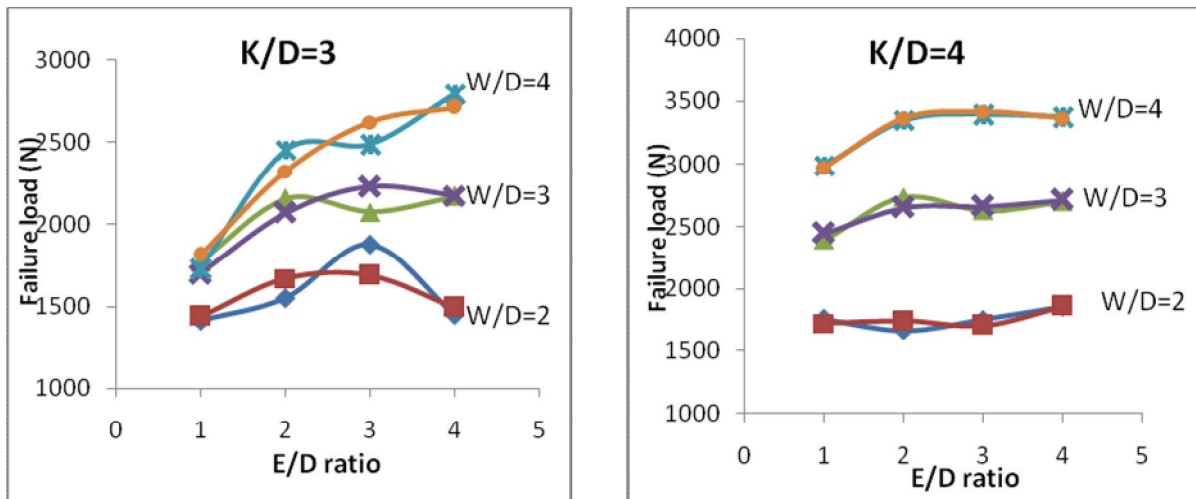 K/D=3
3000
2500
2000
1500
1000
Failure load (N)
W/D=4
W/D=3
W/D=2
0 1 2 3 4 5
E/D ratio
K/D=4
4000
3500
3000
2500
2000
1500
1000
Failure load (N)
W/D=4
W/D=3
W/D=2
0 1 2 3 4 5
E/D ratio